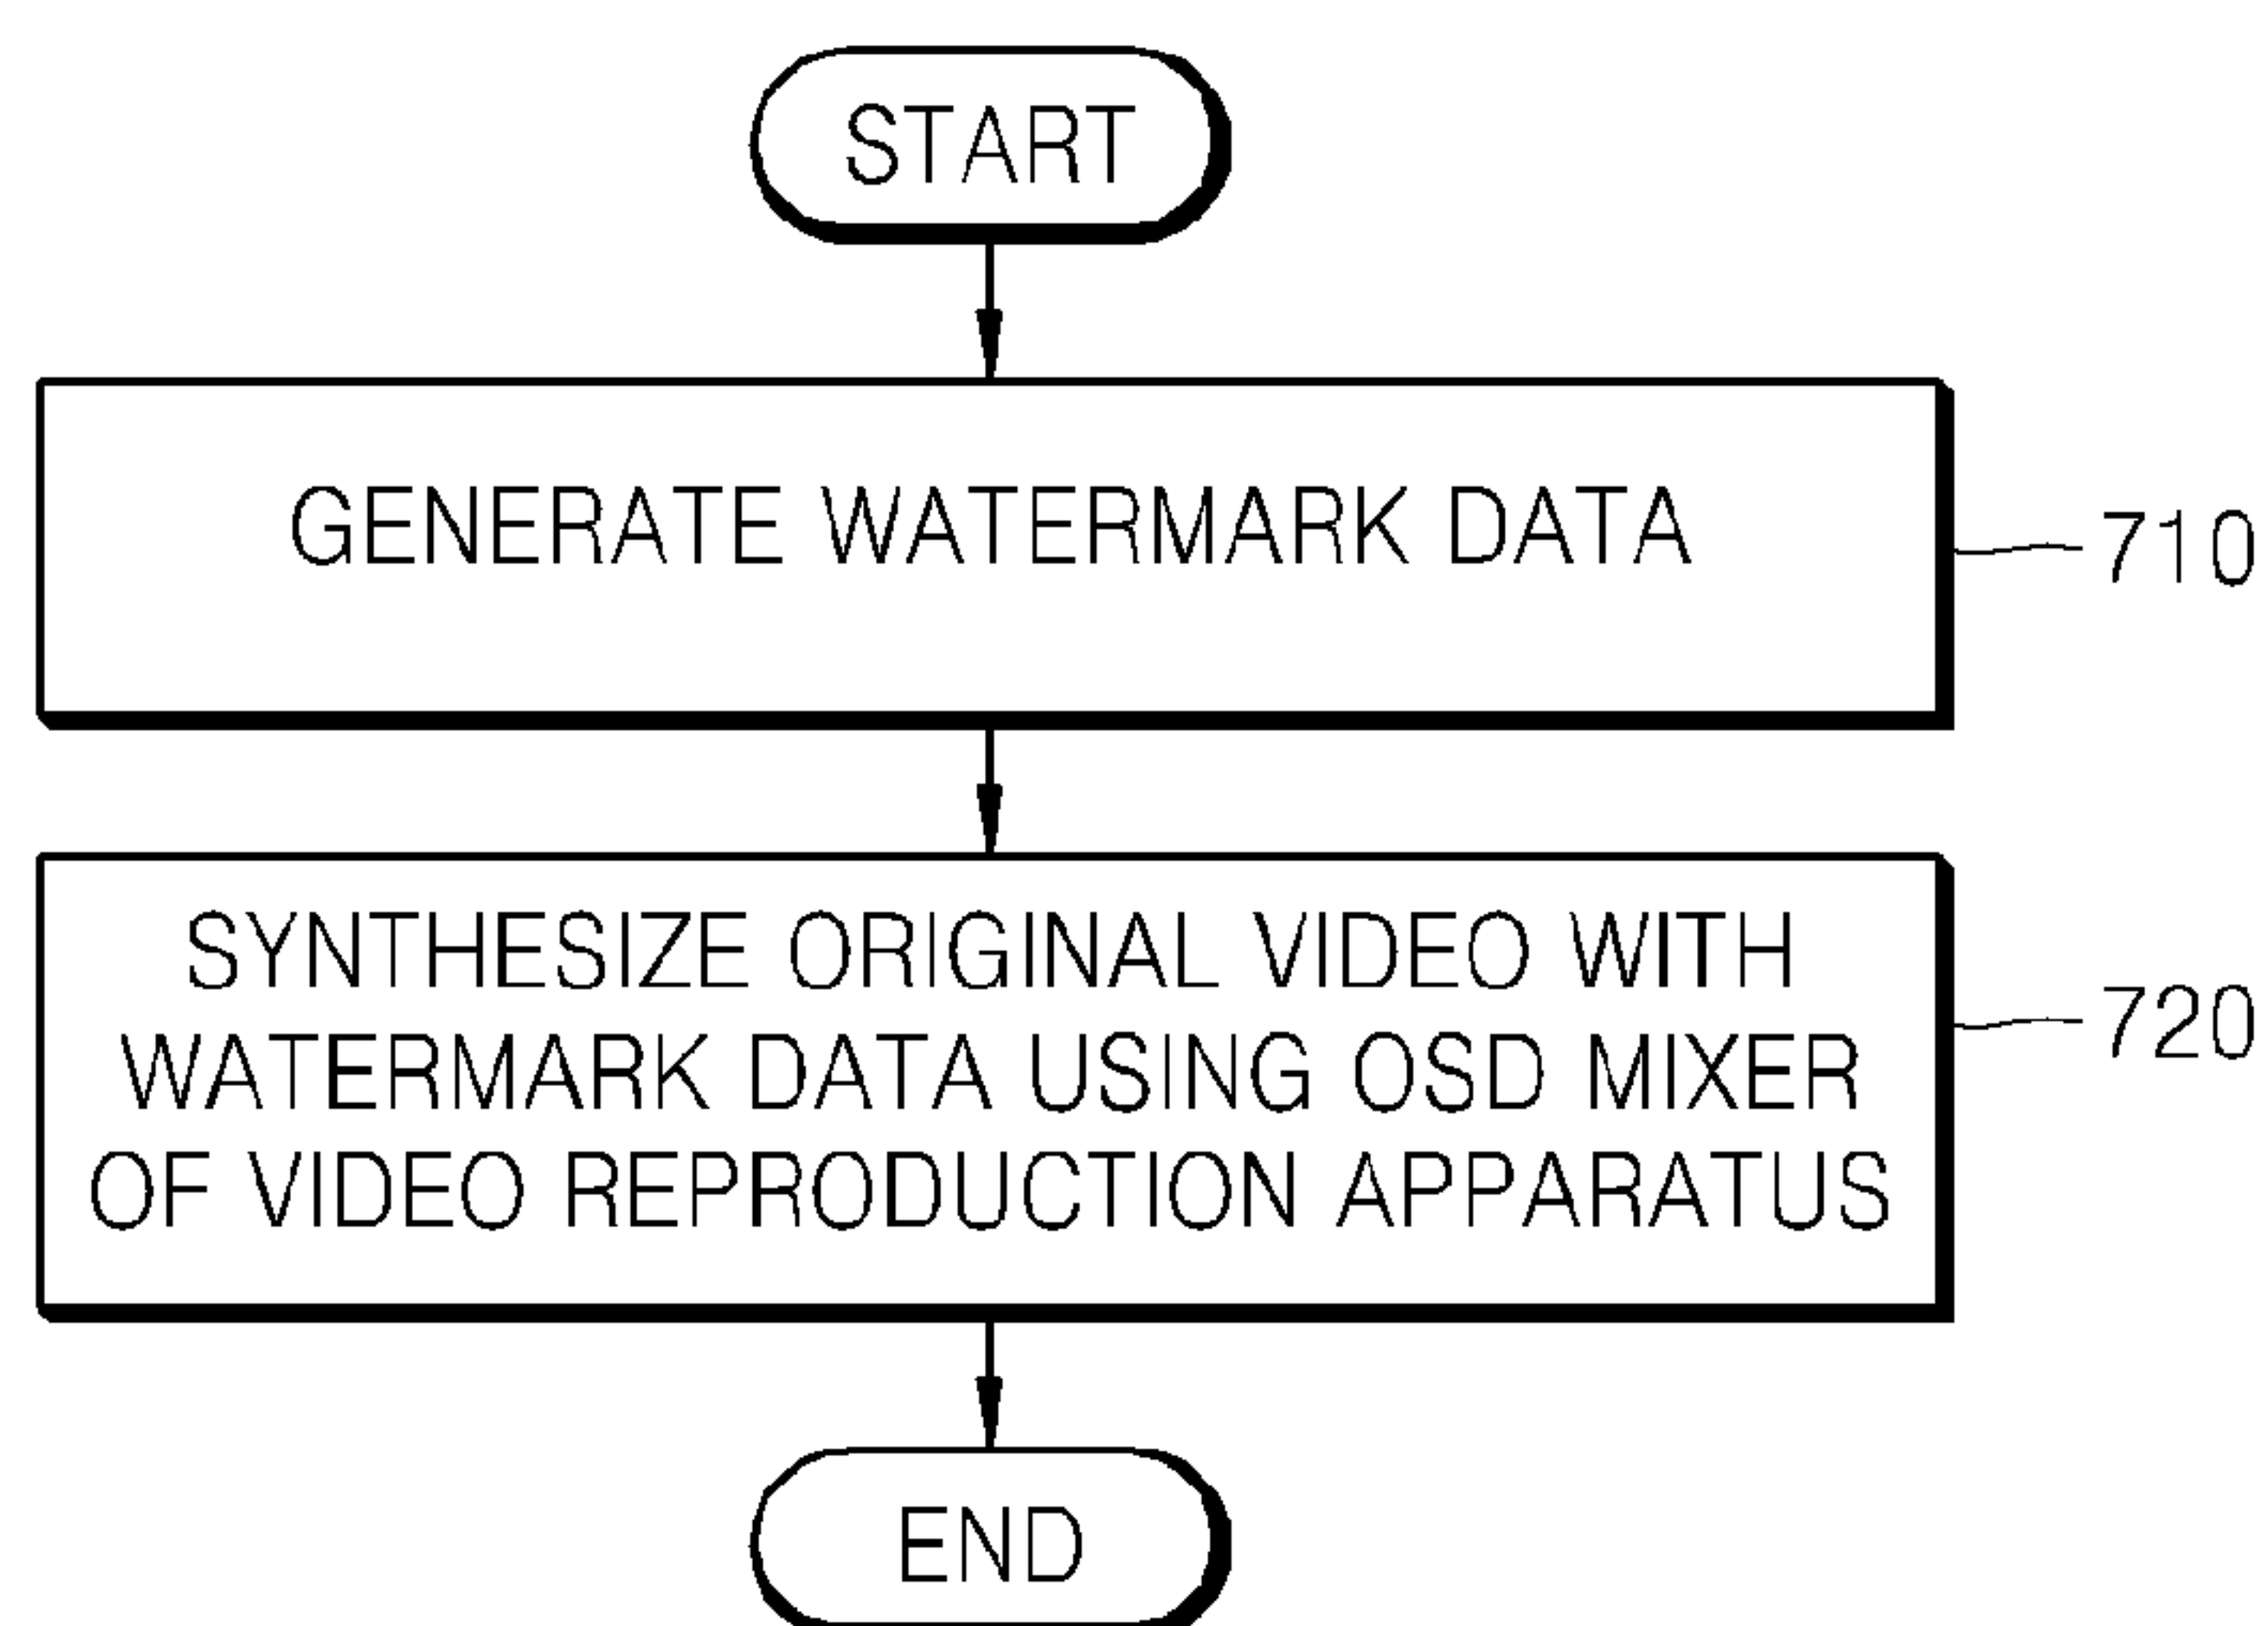 START
GENERATE WATERMARK DATA
710
SYNTHESIZE ORIGINAL VIDEO WITH
WATERMARK DATA USING OSD MIXER
OF VIDEO REPRODUCTION APPARATUS
720
END